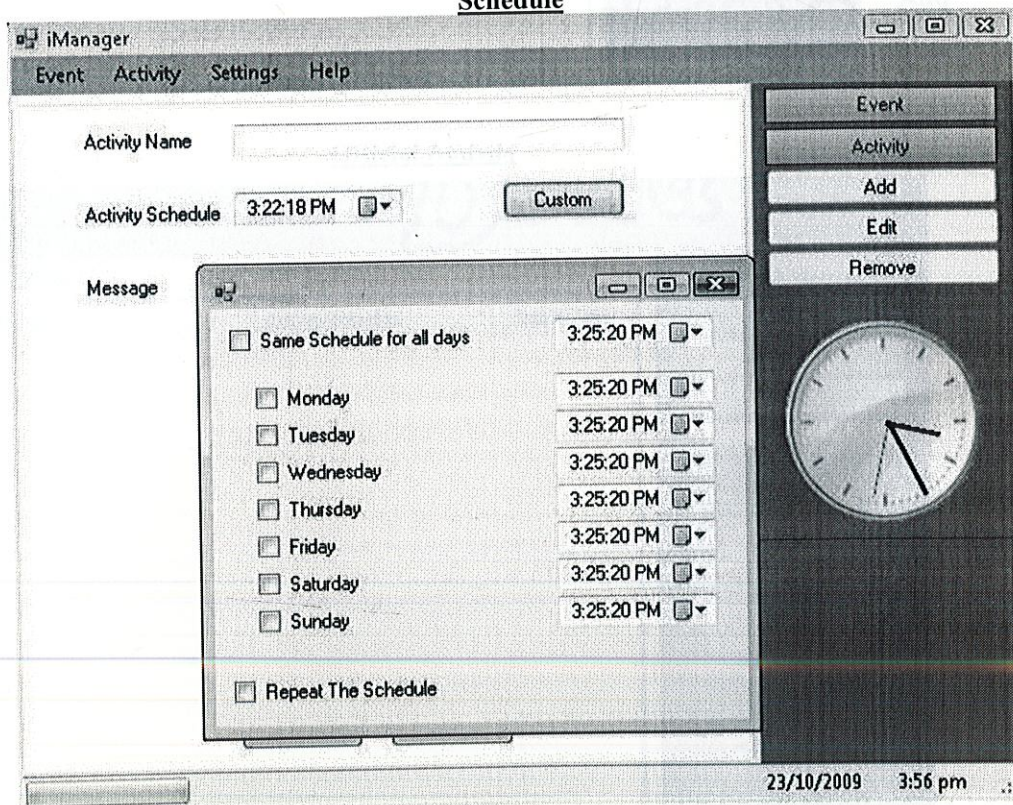 Schedule
iManager
Event Activity Settings Help
Activity Name
Activity Schedule 3:22:18 PM Custom
Message
Event
Activity
Add
Edit
Remove
Same Schedule for all days 3:25:20 PM
Monday 3:25:20 PM
Tuesday 3:25:20 PM
Wednesday 3:25:20 PM
Thursday 3:25:20 PM
Friday 3:25:20 PM
Saturday 3:25:20 PM
Sunday 3:25:20 PM
Repeat The Schedule
23/10/2009 3:56 pm